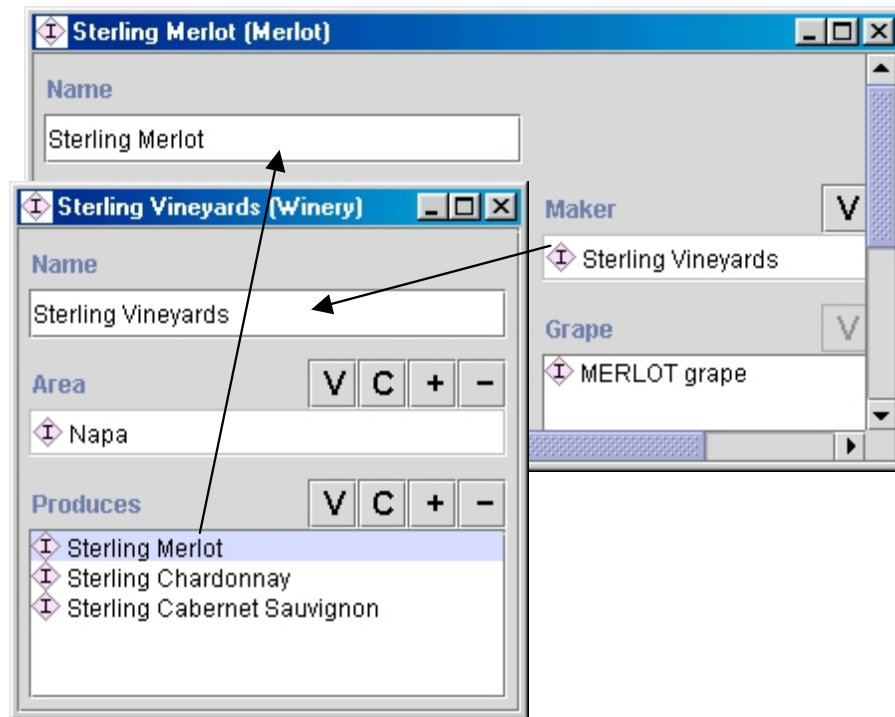 Sterling Merlot (Merlot)
Name
Sterling Merlot
Maker V
I Sterling Vineyards
Grape V
I MERLOT grape
Sterling Vineyards (Winery)
Name
Sterling Vineyards
Area V C + −
I Napa
Produces V C + −
I Sterling Merlot
I Sterling Chardonnay
I Sterling Cabernet Sauvignon